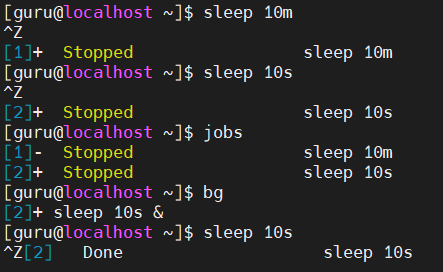 [guru@localhost ~]$ sleep 10m
^Z
[1]+  Stopped                 sleep 10m
[guru@localhost ~]$ sleep 10s
^Z
[2]+  Stopped                 sleep 10s
[guru@localhost ~]$ jobs
[1]-  Stopped                 sleep 10m
[2]+  Stopped                 sleep 10s
[guru@localhost ~]$ bg
[2]+ sleep 10s &
[guru@localhost ~]$ sleep 10s
^Z[2]   Done                    sleep 10s